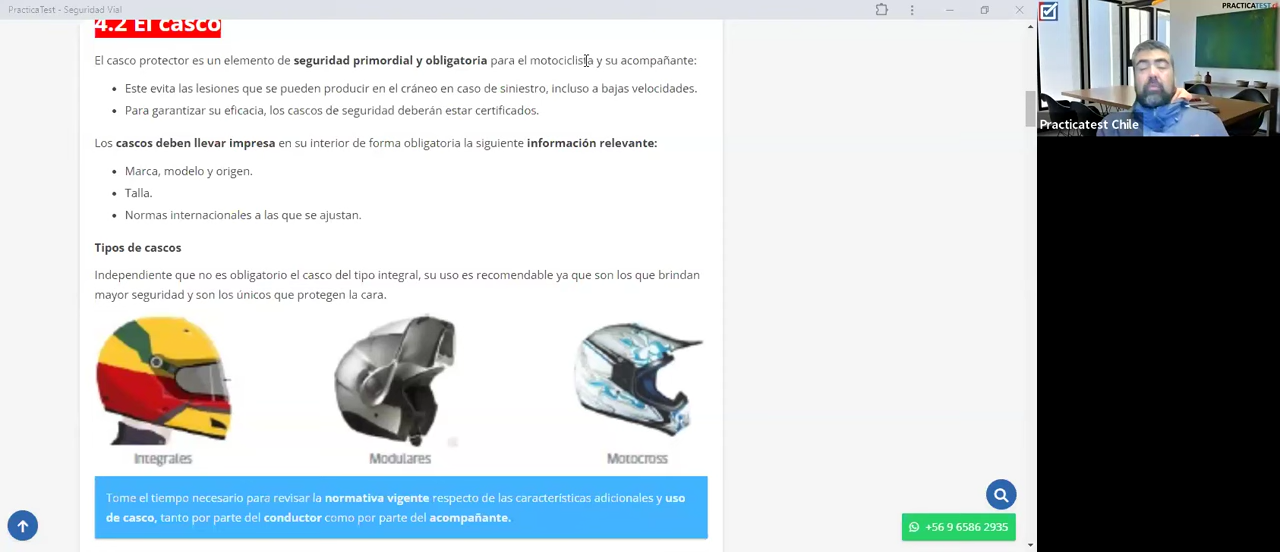 PracticaTest - Seguridad Vial
4.2 El casco
El casco protector es un elemento de seguridad primordial y obligatoria para el motociclista y su acompañante:
Este evita las lesiones que se pueden producir en el cráneo en caso de siniestro, incluso a bajas velocidades.
Para garantizar su eficacia, los cascos de seguridad deberán estar certificados.
Los cascos deben llevar impresa en su interior de forma obligatoria la siguiente información relevante:
Marca, modelo y origen.
Talla.
Normas internacionales a las que se ajustan.
Tipos de cascos
Independiente que no es obligatorio el casco del tipo integral, su uso es recomendable ya que son los que brindan
mayor seguridad y son los únicos que protegen la cara.
Integrales
Modulares
Motocross
Tome el tiempo necesario para revisar la normativa vigente respecto de las características adicionales y uso
de casco, tanto por parte del conductor como por parte del acompañante.
+56 9 6586 2935
PRACTICATEST
Practicatest Chile